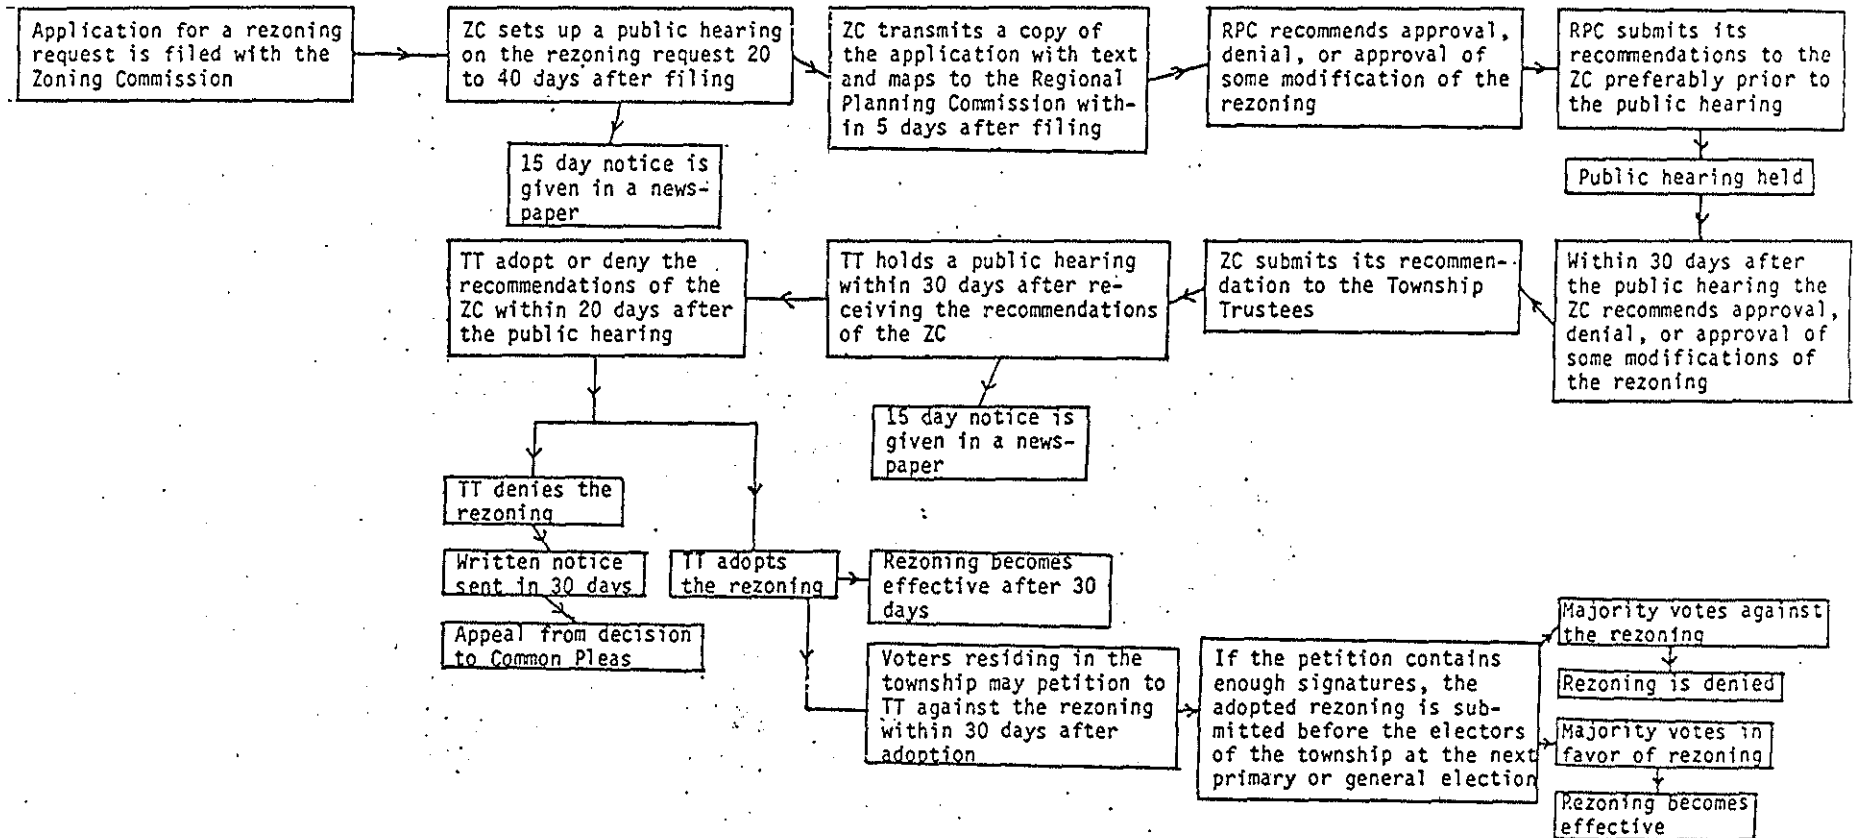 Application for a rezoning
request is filed with the
Zoning Commission
ZC sets up a public hearing
on the rezoning request 20
to 40 days after filing
15 day notice is
given in a news-
paper
ZC transmits a copy of
the application with text
and maps to the Regional
Planning Commission with-
in 5 days after filing
RPC recommends approval,
denial, or approval of
some modification of the
rezoning
RPC submits its
recommendations to the
ZC preferably prior to
the public hearing
Public hearing held
Within 30 days after
the public hearing the
ZC recommends approval,
denial, or approval of
some modifications of
the rezoning
ZC submits its recommen-
dation to the Township
Trustees
TT holds a public hearing
within 30 days after re-
ceiving the recommendations
of the ZC
15 day notice is
given in a news-
paper
TT adopt or deny the
recommendations of the
ZC within 20 days after
the public hearing
TT denies the
rezoning
Written notice
sent in 30 days
Appeal from decision
to Common Pleas
TT adopts
the rezoning
Rezoning becomes
effective after 30
days
Voters residing in the
township may petition to
TT against the rezoning
within 30 days after
adoption
If the petition contains
enough signatures, the
adopted rezoning is sub-
mitted before the electors
of the township at the next
primary or general election
Majority votes against
the rezoning
Rezoning is denied
Majority votes in
favor of rezoning
Rezoning becomes
effective